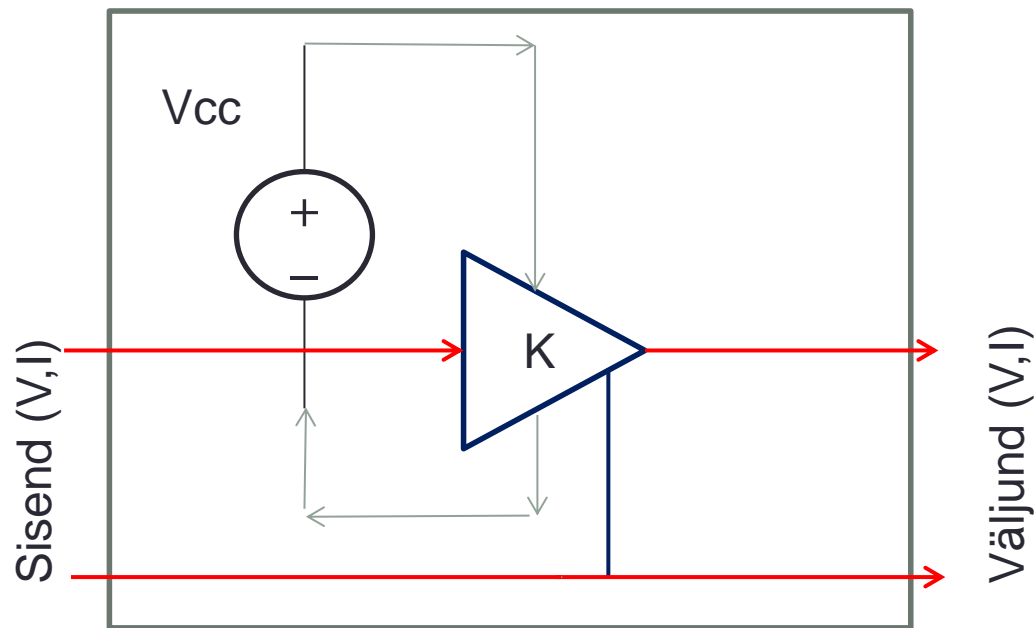 Vcc
+
–
K
Sisend (V,I)
Väljund (V,I)